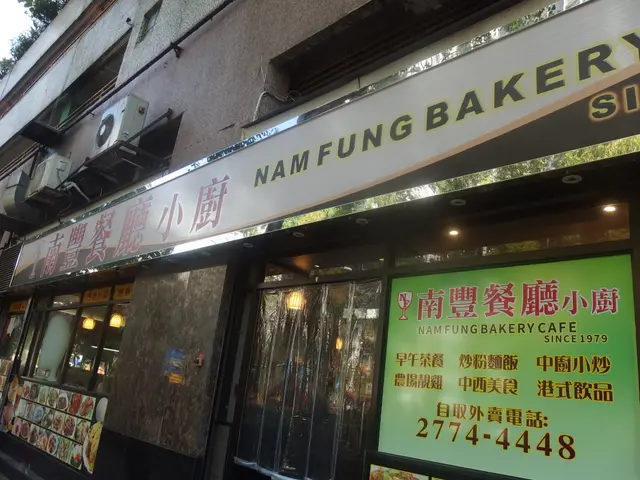 南豐餐廳小廚 NAM FUNG BAKERY
SI
南豐餐廳小廚
NAM FUNG BAKERY CAFE
SINCE 1979
早午茶餐 炒粉麵飯 中廚小炒
農場靚雞 中西美食 港式飲品
自取外賣電話:
2774-4448